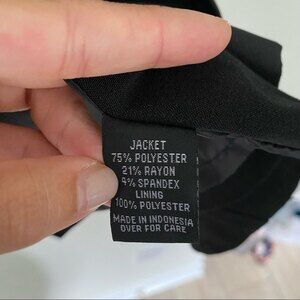 JACKET
75% POLYESTER
21% RAYON
4% SPANDEX
LINING
100% POLYESTER
MADE IN INDONESIA
OVER FOR CARE